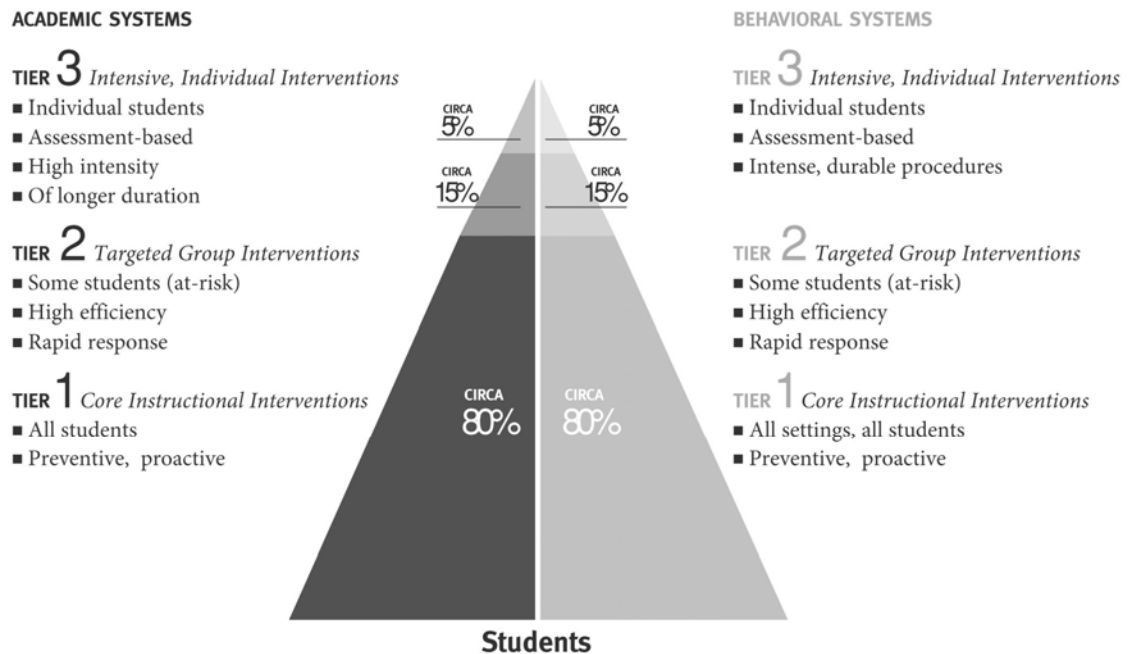 ACADEMIC SYSTEMS
TIER 3 Intensive, Individual Interventions
■ Individual students
■ Assessment-based
■ High intensity
■ Of longer duration
TIER 2 Targeted Group Interventions
■ Some students (at-risk)
■ High efficiency
■ Rapid response
TIER 1 Core Instructional Interventions
■ All students
■ Preventive, proactive
CIRCA
5%
CIRCA
15%
CIRCA
80%
CIRCA
5%
CIRCA
15%
CIRCA
80%
Students
BEHAVIORAL SYSTEMS
TIER 3 Intensive, Individual Interventions
■ Individual students
■ Assessment-based
■ Intense, durable procedures
TIER 2 Targeted Group Interventions
■ Some students (at-risk)
■ High efficiency
■ Rapid response
TIER 1 Core Instructional Interventions
■ All settings, all students
■ Preventive, proactive